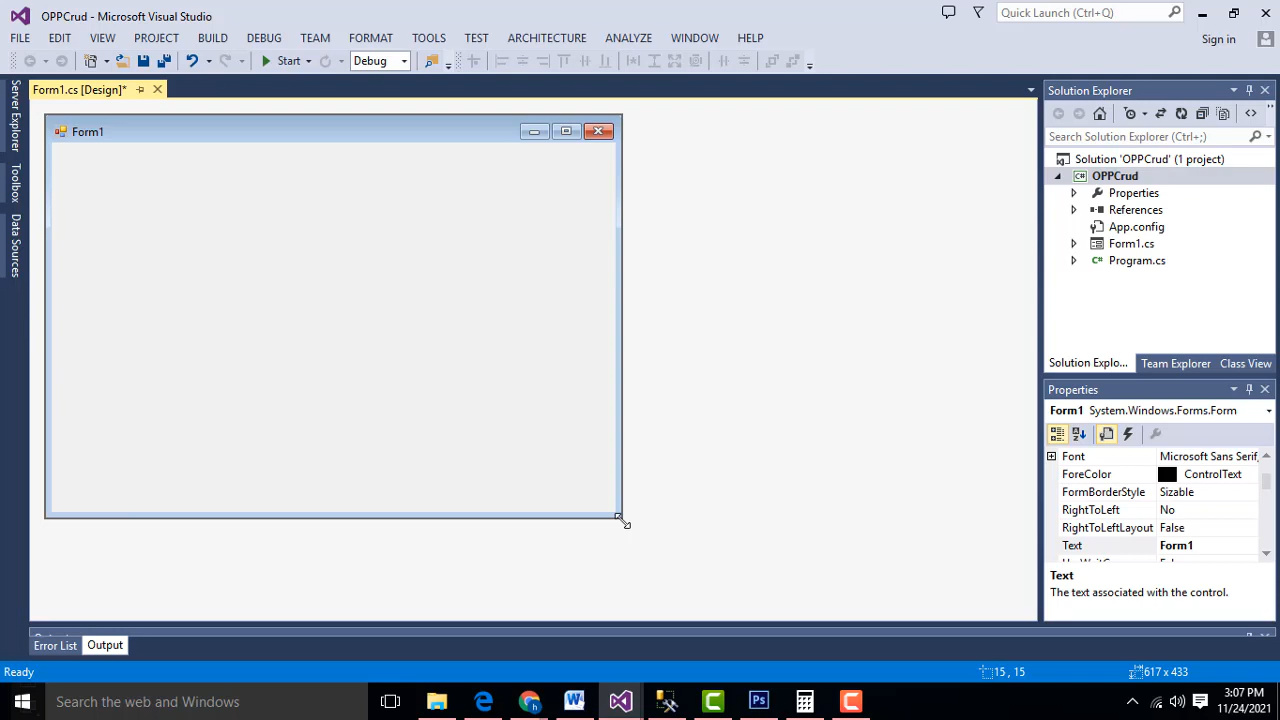 OPPCrud - Microsoft Visual Studio
Quick Launch (Ctrl+Q)
FILE EDIT VIEW PROJECT BUILD DEBUG TEAM FORMAT TOOLS TEST ARCHITECTURE ANALYZE WINDOW HELP
Sign in
Start Debug
Server Explorer
Toolbox
Data Sources
Form1.cs [Design]*
Form1
Solution Explorer
Search Solution Explorer (Ctrl+;)
Solution 'OPPCrud' (1 project)
OPPCrud
Properties
References
App.config
Form1.cs
Program.cs
Solution Explo... Team Explorer Class View
Properties
Form1 System.Windows.Forms.Form
Font Microsoft Sans Serif,
ForeColor ControlText
FormBorderStyle Sizable
RightToLeft No
RightToLeftLayout False
Text Form1
Text
The text associated with the control.
Error List Output
Ready 15 , 15 617 x 433
Search the web and Windows
3:07 PM
11/24/2021